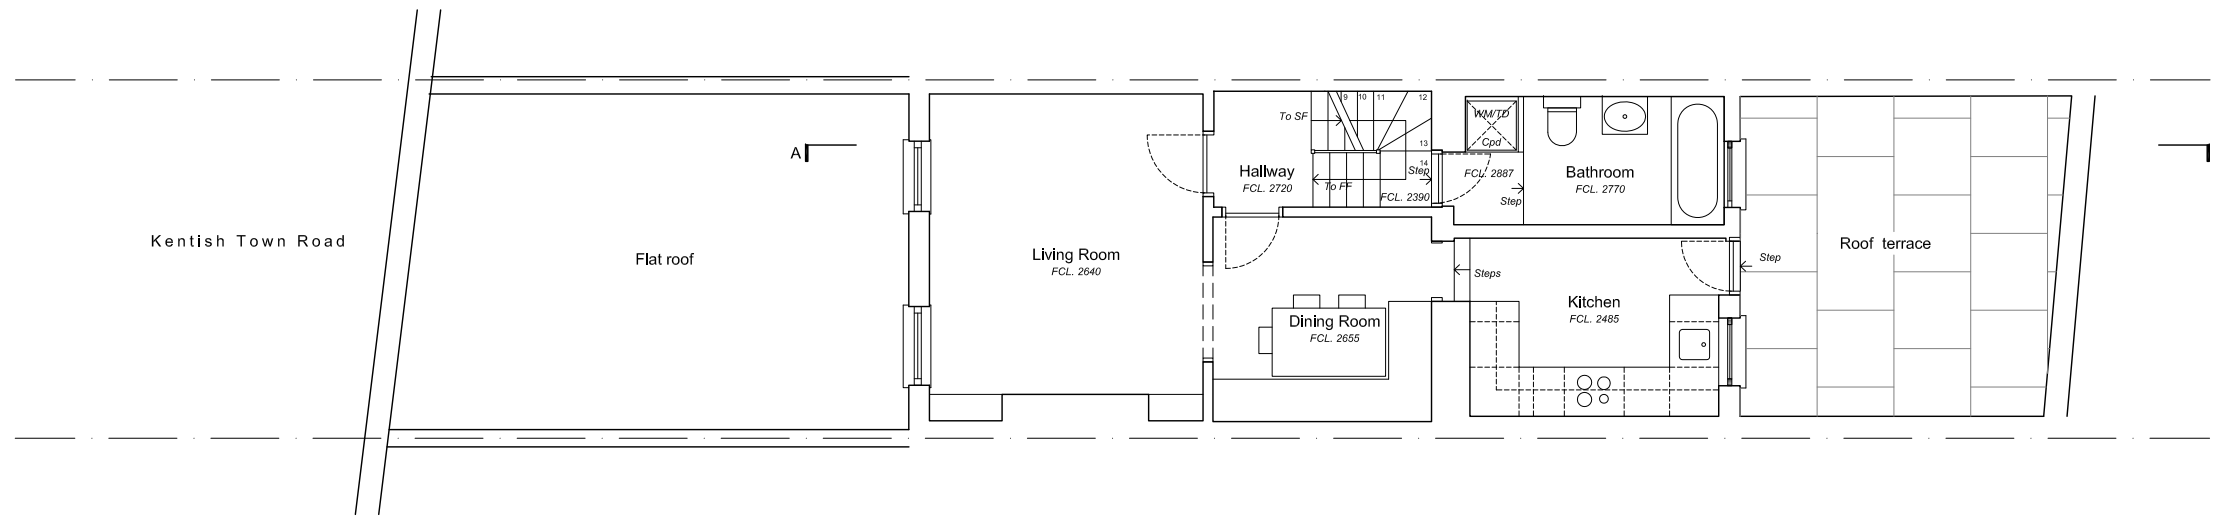 9 10 11 12
To SF
WM/TD
Cpd
A
13
14
Hallway
FCL. 2720
To FF
Step
FCL. 2390
FCL. 2887
Step
Bathroom
FCL. 2770
Kentish Town Road
Flat roof
Living Room
FCL. 2640
Steps
Step
Roof terrace
Kitchen
FCL. 2485
Dining Room
FCL. 2655